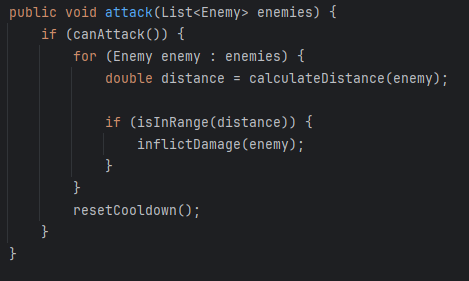 public void attack(List<Enemy> enemies) {
    if (canAttack()) {
        for (Enemy enemy : enemies) {
            double distance = calculateDistance(enemy);

            if (isInRange(distance)) {
                inflictDamage(enemy);
            }
        }
        resetCooldown();
    }
}